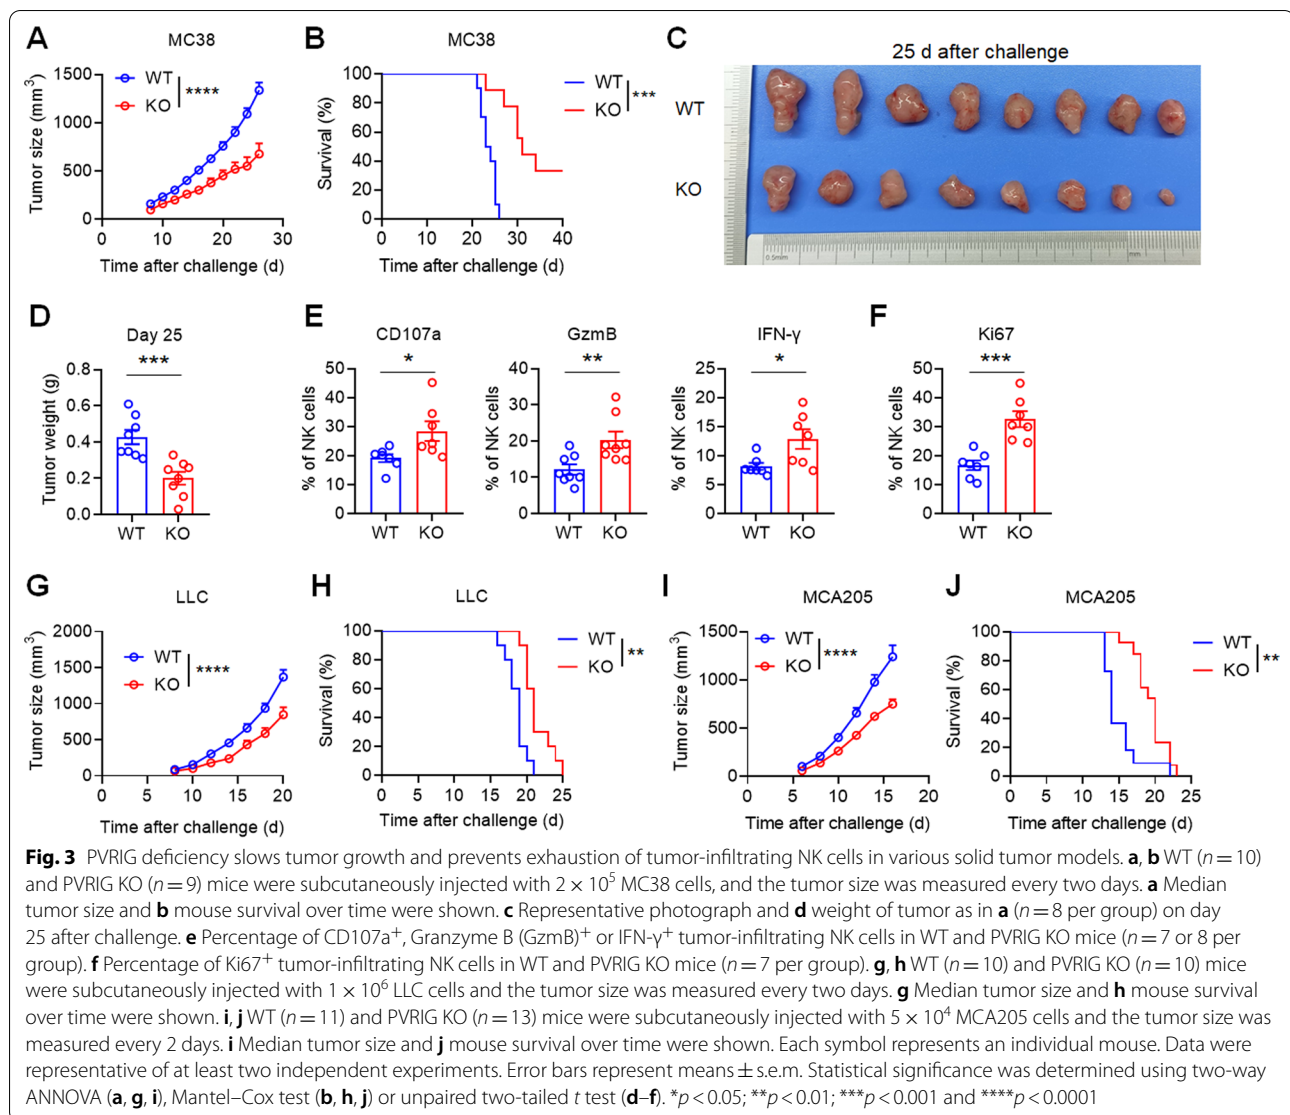 A
MC38
Tumor size (mm³)
1500
1000
500
0
0
10
20
30
Time after challenge (d)
WT
KO
****
B
MC38
Survival (%)
100
80
60
40
20
0
0
10
20
30
40
Time after challenge (d)
WT
KO
***
C
25 d after challenge
WT
KO
0.5mm
mm
D
Day 25
***
Tumor weight (g)
0.8
0.6
0.4
0.2
0.0
WT KO
E
CD107a
*
% of NK cells
50
40
30
20
10
0
WT KO
GzmB
**
% of NK cells
40
30
20
10
0
WT KO
IFN-γ
*
% of NK cells
25
20
15
10
5
0
WT KO
F
Ki67
***
% of NK cells
50
40
30
20
10
0
WT KO
G
LLC
Tumor size (mm³)
2000
1500
1000
500
0
0
5
10
15
20
Time after challenge (d)
WT
KO
****
H
LLC
Survival (%)
100
80
60
40
20
0
0
5
10
15
20
25
Time after challenge (d)
WT
KO
**
I
MCA205
Tumor size (mm³)
1500
1000
500
0
0
5
10
15
20
Time after challenge (d)
WT
KO
****
J
MCA205
Survival (%)
100
80
60
40
20
0
0
5
10
15
20
25
Time after challenge (d)
WT
KO
**
Fig. 3 PVRIG deficiency slows tumor growth and prevents exhaustion of tumor-infiltrating NK cells in various solid tumor models. a, b WT (n = 10)
and PVRIG KO (n = 9) mice were subcutaneously injected with 2 × 10⁵ MC38 cells, and the tumor size was measured every two days. a Median
tumor size and b mouse survival over time were shown. c Representative photograph and d weight of tumor as in a (n = 8 per group) on day
25 after challenge. e Percentage of CD107a⁺, Granzyme B (GzmB)⁺ or IFN-γ⁺ tumor-infiltrating NK cells in WT and PVRIG KO mice (n = 7 or 8 per
group). f Percentage of Ki67⁺ tumor-infiltrating NK cells in WT and PVRIG KO mice (n = 7 per group). g, h WT (n = 10) and PVRIG KO (n = 10) mice
were subcutaneously injected with 1 × 10⁶ LLC cells and the tumor size was measured every two days. g Median tumor size and h mouse survival
over time were shown. i, j WT (n = 11) and PVRIG KO (n = 13) mice were subcutaneously injected with 5 × 10⁴ MCA205 cells and the tumor size was
measured every 2 days. i Median tumor size and j mouse survival over time were shown. Each symbol represents an individual mouse. Data were
representative of at least two independent experiments. Error bars represent means ± s.e.m. Statistical significance was determined using two-way
ANNOVA (a, g, i), Mantel–Cox test (b, h, j) or unpaired two-tailed t test (d–f). *p < 0.05; **p < 0.01; ***p < 0.001 and ****p < 0.0001